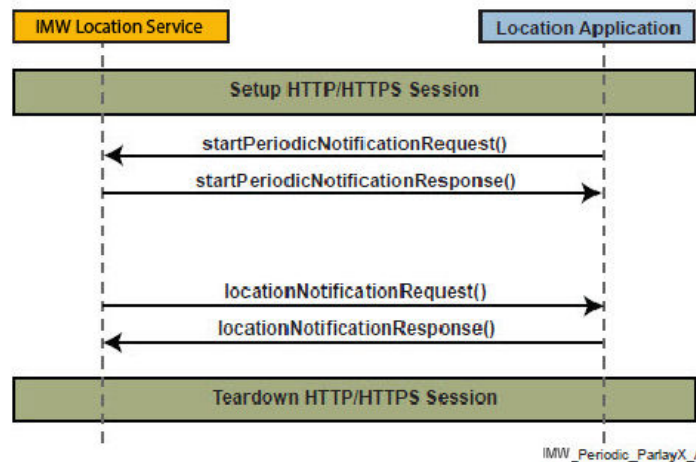 IMW Location Service
Location Application
Setup HTTP/HTTPS Session
startPeriodicNotificationRequest()
startPeriodicNotificationResponse()
locationNotificationRequest()
locationNotificationResponse()
Teardown HTTP/HTTPS Session
IMW_Periodic_ParlayX_